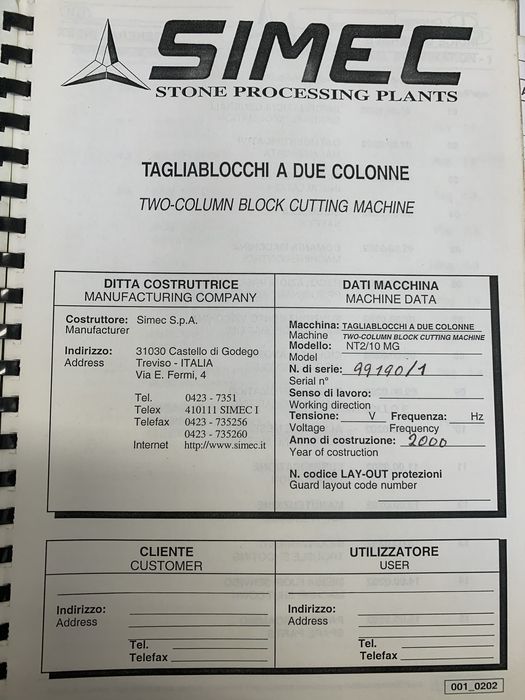 SIMEC
STONE PROCESSING PLANTS
TAGLIABLOCCHI A DUE COLONNE
TWO-COLUMN BLOCK CUTTING MACHINE
DITTA COSTRUTTRICE
MANUFACTURING COMPANY
Costruttore: Simec S.p.A.
Manufacturer
Indirizzo: 31030 Castello di Godego
Address Treviso - ITALIA
Via E. Fermi, 4
Tel. 0423 - 7351
Telex 410111 SIMEC I
Telefax 0423 - 735256
0423 - 735260
Internet http://www.simec.it
DATI MACCHINA
MACHINE DATA
Macchina: TAGLIABLOCCHI A DUE COLONNE
Machine TWO-COLUMN BLOCK CUTTING MACHINE
Modello: NT2/10 MG
Model
N. di serie: 99190/1
Serial n°
Senso di lavoro:
Working direction
Tensione: V Frequenza: Hz
Voltage Frequency
Anno di costruzione: 2000
Year of costruction
N. codice LAY-OUT protezioni
Guard layout code number
CLIENTE
CUSTOMER
Indirizzo:
Address
Tel.
Telefax
UTILIZZATORE
USER
Indirizzo:
Address
Tel.
Telefax
001_0202